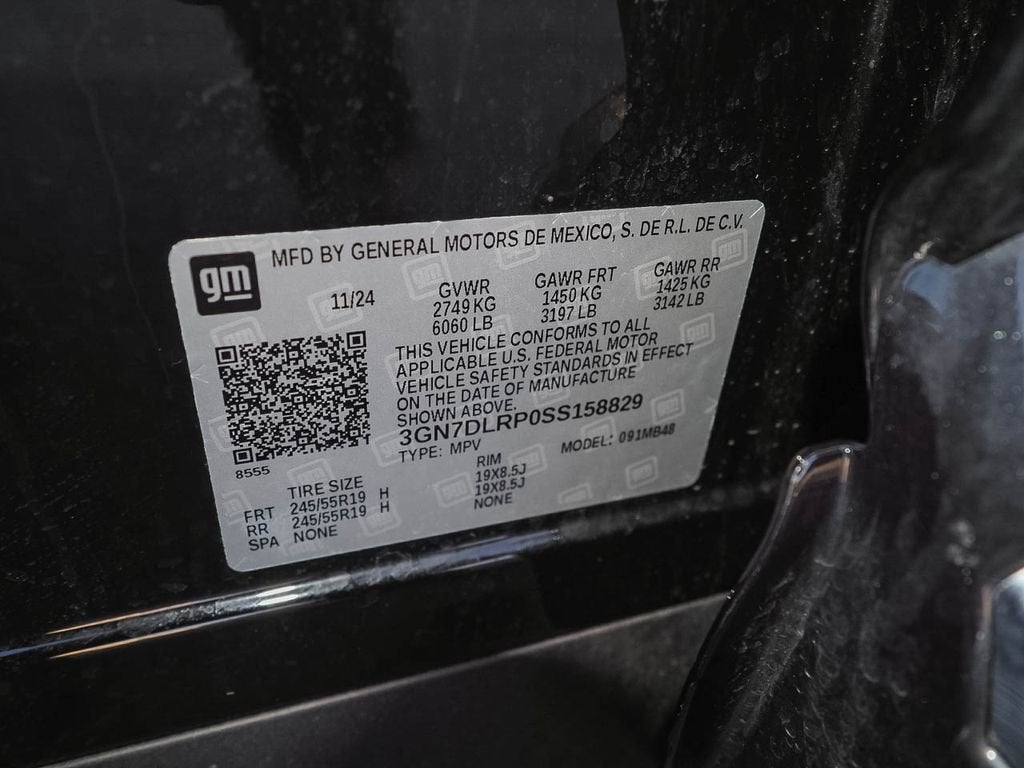 gm
MFD BY GENERAL MOTORS DE MEXICO, S. DE R.L. DE C.V.
11/24
GVWR
2749 KG
6060 LB
GAWR FRT
1450 KG
3197 LB
GAWR RR
1425 KG
3142 LB
THIS VEHICLE CONFORMS TO ALL
APPLICABLE U.S. FEDERAL MOTOR
VEHICLE SAFETY STANDARDS IN EFFECT
ON THE DATE OF MANUFACTURE
SHOWN ABOVE.
3GN7DLRP0SS158829
TYPE: MPV MODEL: 091MB48
8555
TIRE SIZE RIM
FRT 245/55R19 H 19X8.5J
RR 245/55R19 H 19X8.5J
SPA NONE NONE